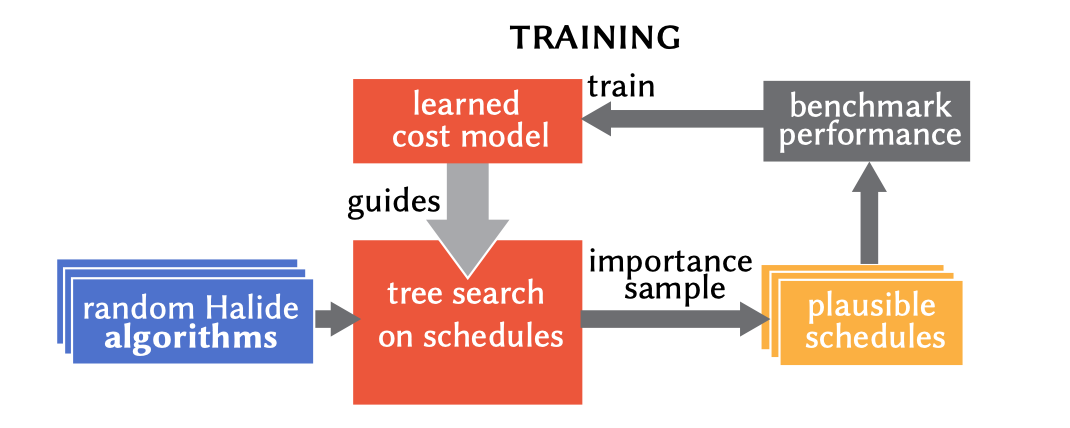 TRAINING
learned
cost model
train
benchmark
performance
guides
random Halide
algorithms
tree search
on schedules
importance
sample
plausible
schedules